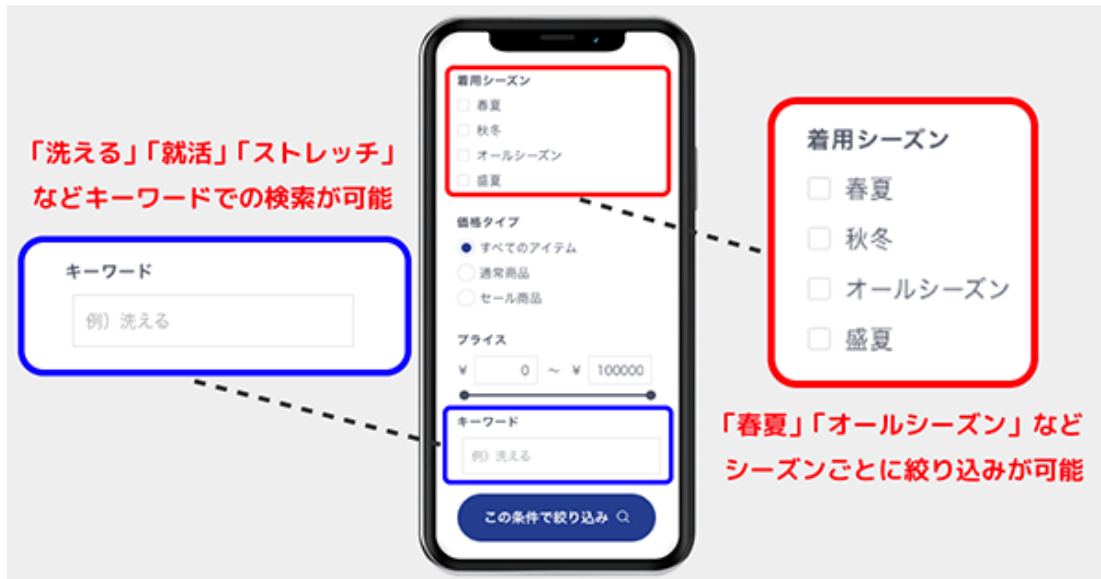 「洗える」「就活」「ストレッチ」
などキーワードでの検索が可能
キーワード
例）洗える
着用シーズン
春夏
秋冬
オールシーズン
盛夏
価格タイプ
すべてのアイテム
通常商品
セール商品
プライス
¥ 0 ～ ¥ 100000
キーワード
例）洗える
この条件で絞り込み
着用シーズン
春夏
秋冬
オールシーズン
盛夏
「春夏」「オールシーズン」など
シーズンごとに絞り込みが可能